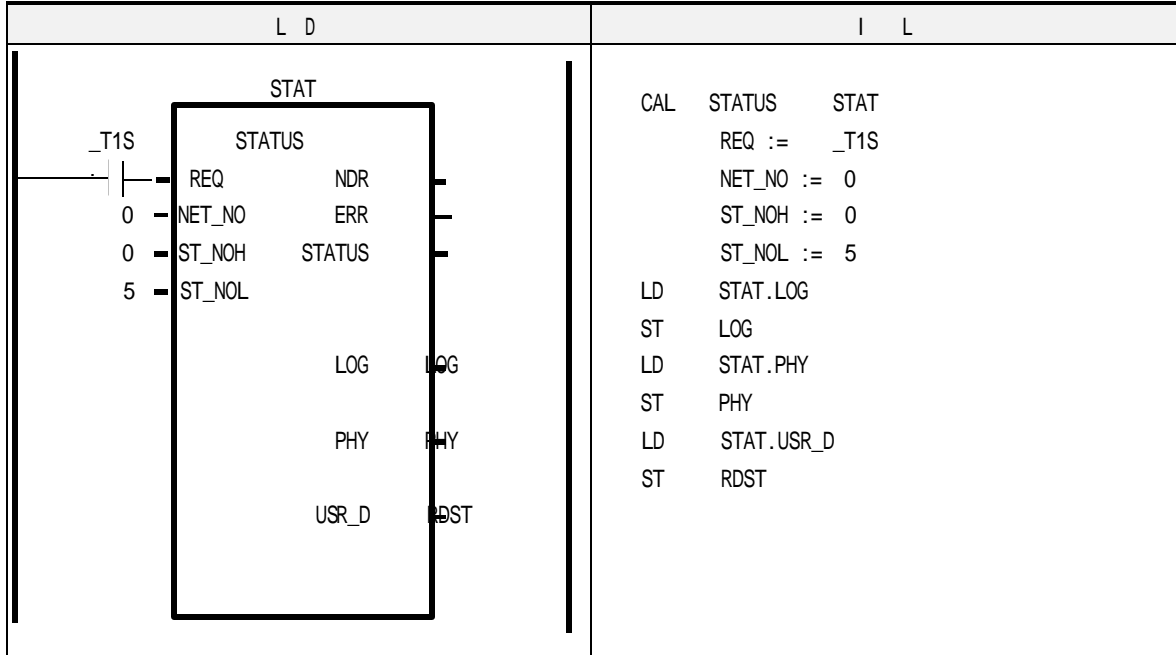 L D
I L
STAT
_T1S STATUS
REQ NDR
0 NET_NO ERR
0 ST_NOH STATUS
5 ST_NOL
LOG LOG
PHY PHY
USR_D RDST
CAL STATUS STAT
REQ := _T1S
NET_NO := 0
ST_NOH := 0
ST_NOL := 5
LD STAT.LOG
ST LOG
LD STAT.PHY
ST PHY
LD STAT.USR_D
ST RDST